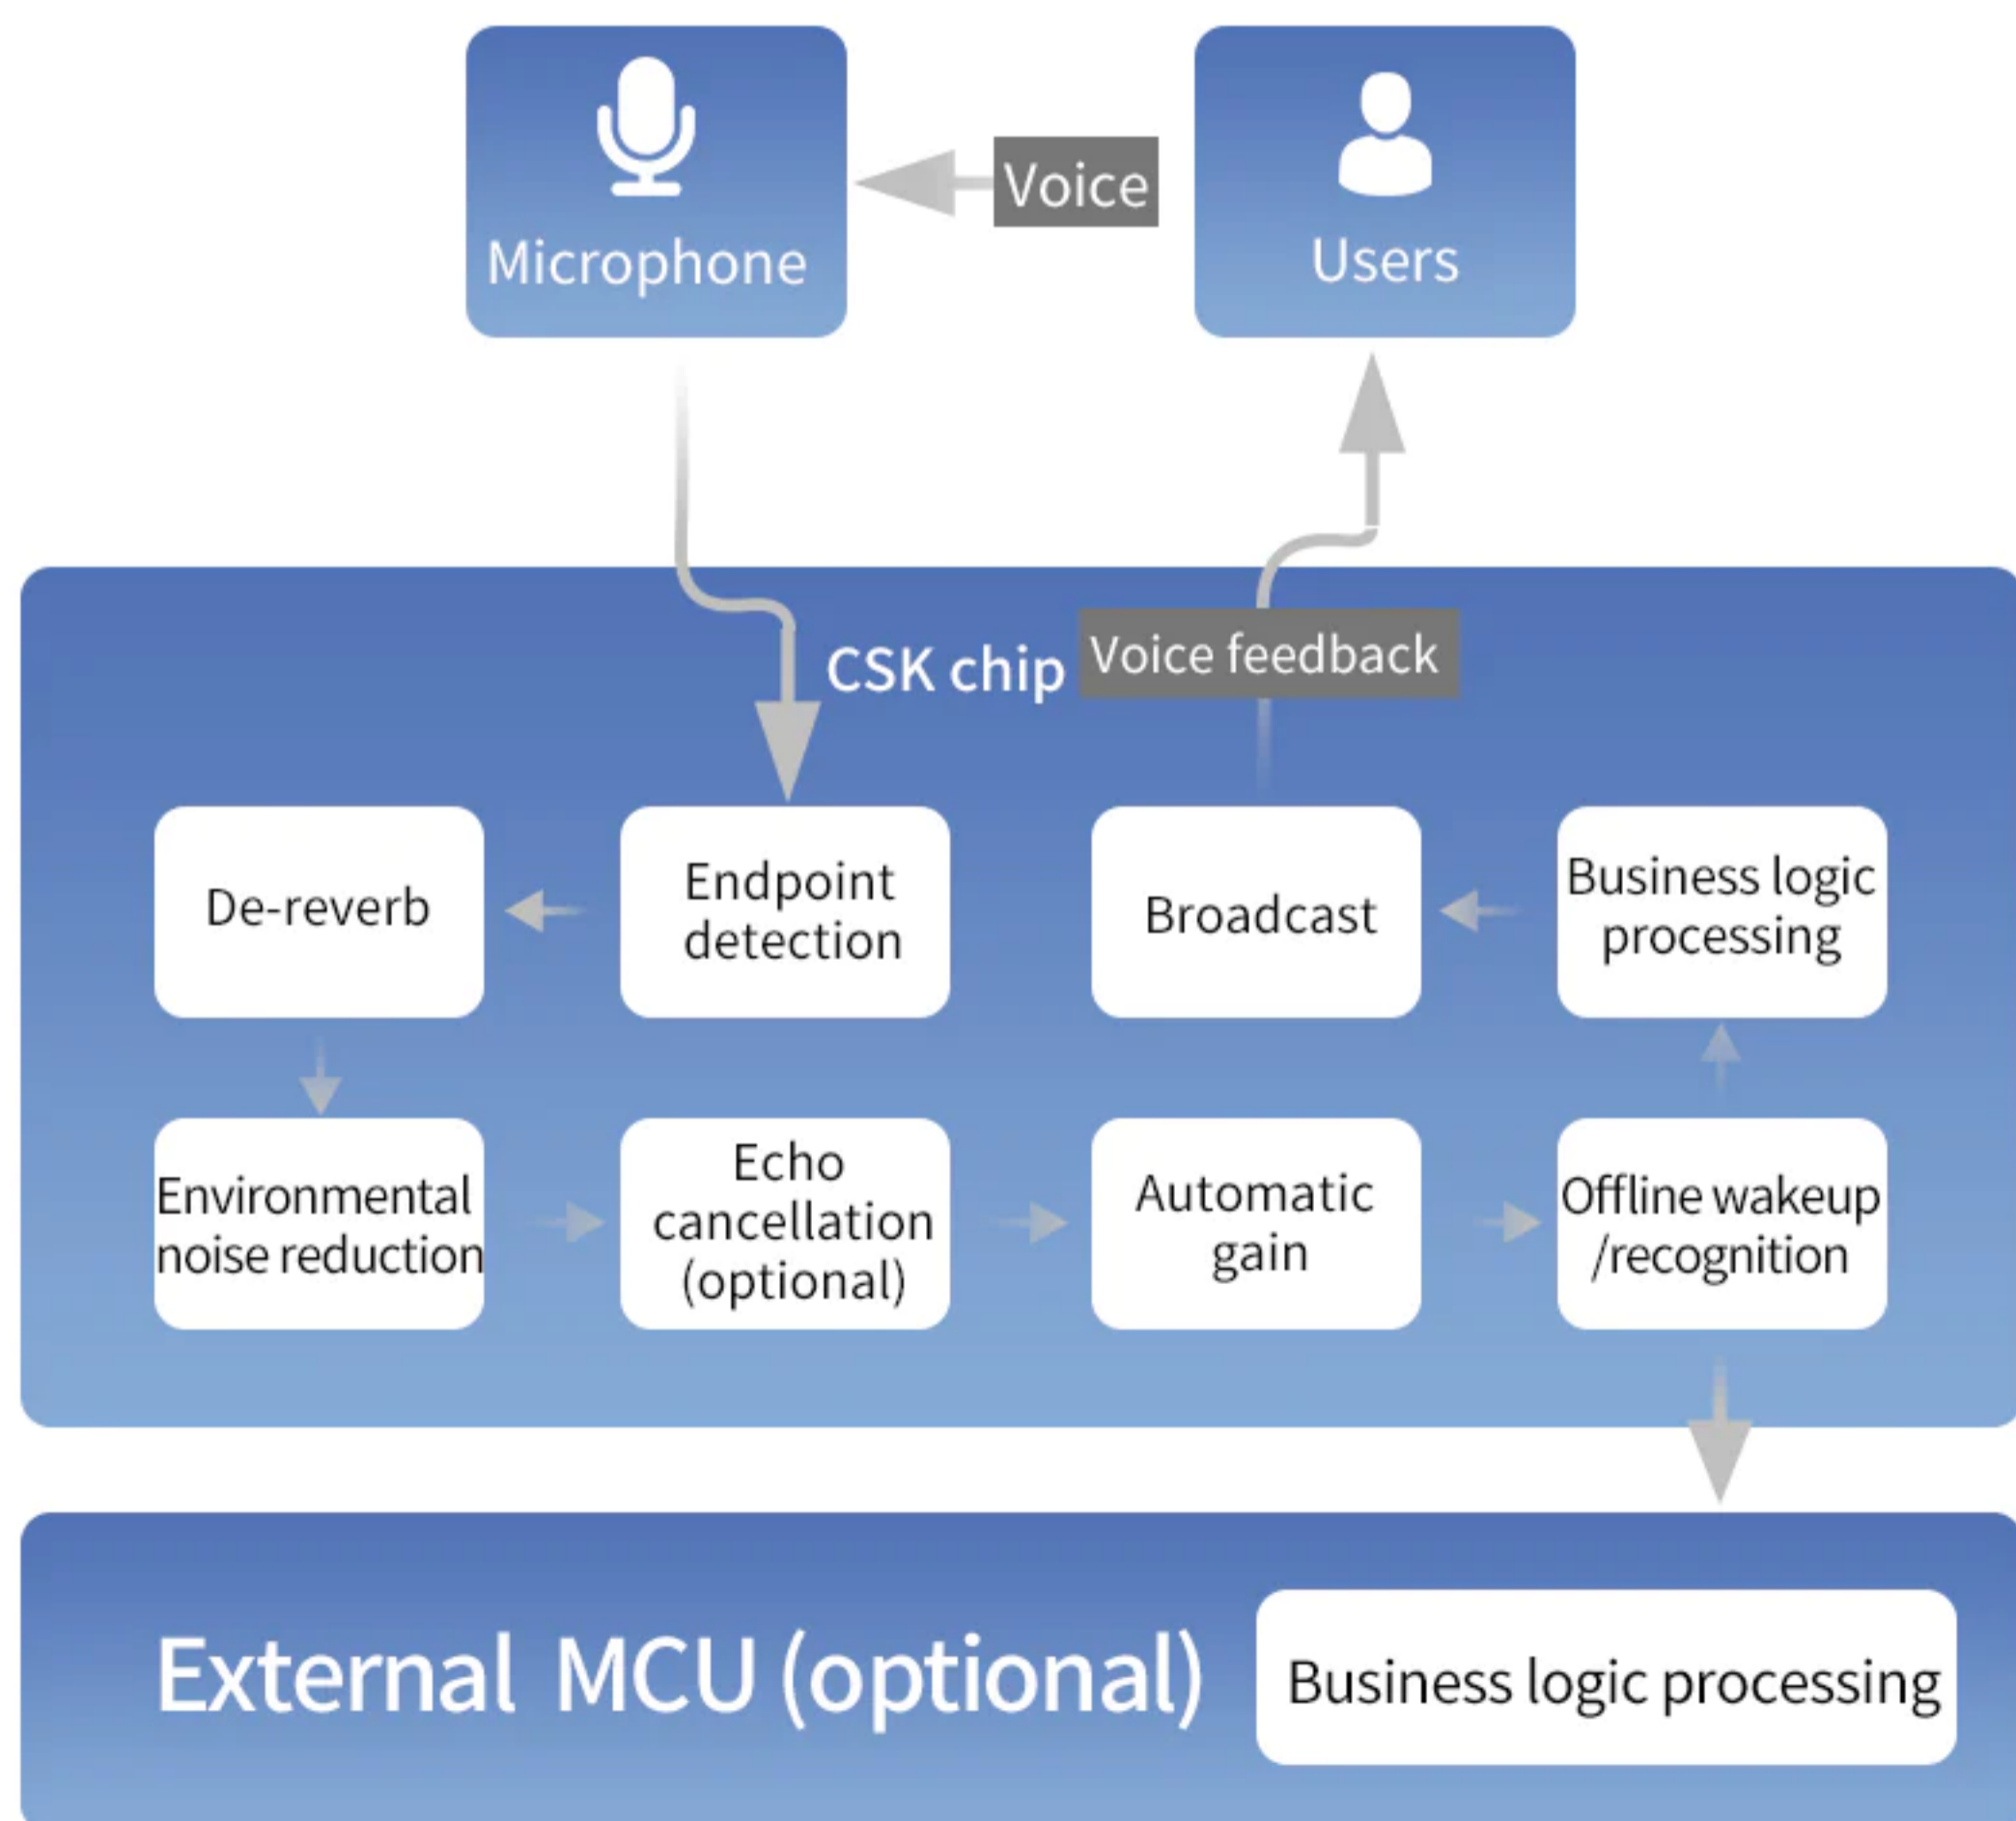 Microphone
Voice
Users
CSK chip
Voice feedback
De-reverb
Endpoint
detection
Broadcast
Business logic
processing
Environmental
noise reduction
Echo
cancellation
(optional)
Automatic
gain
Offline wakeup
/recognition
External MCU (optional)
Business logic processing